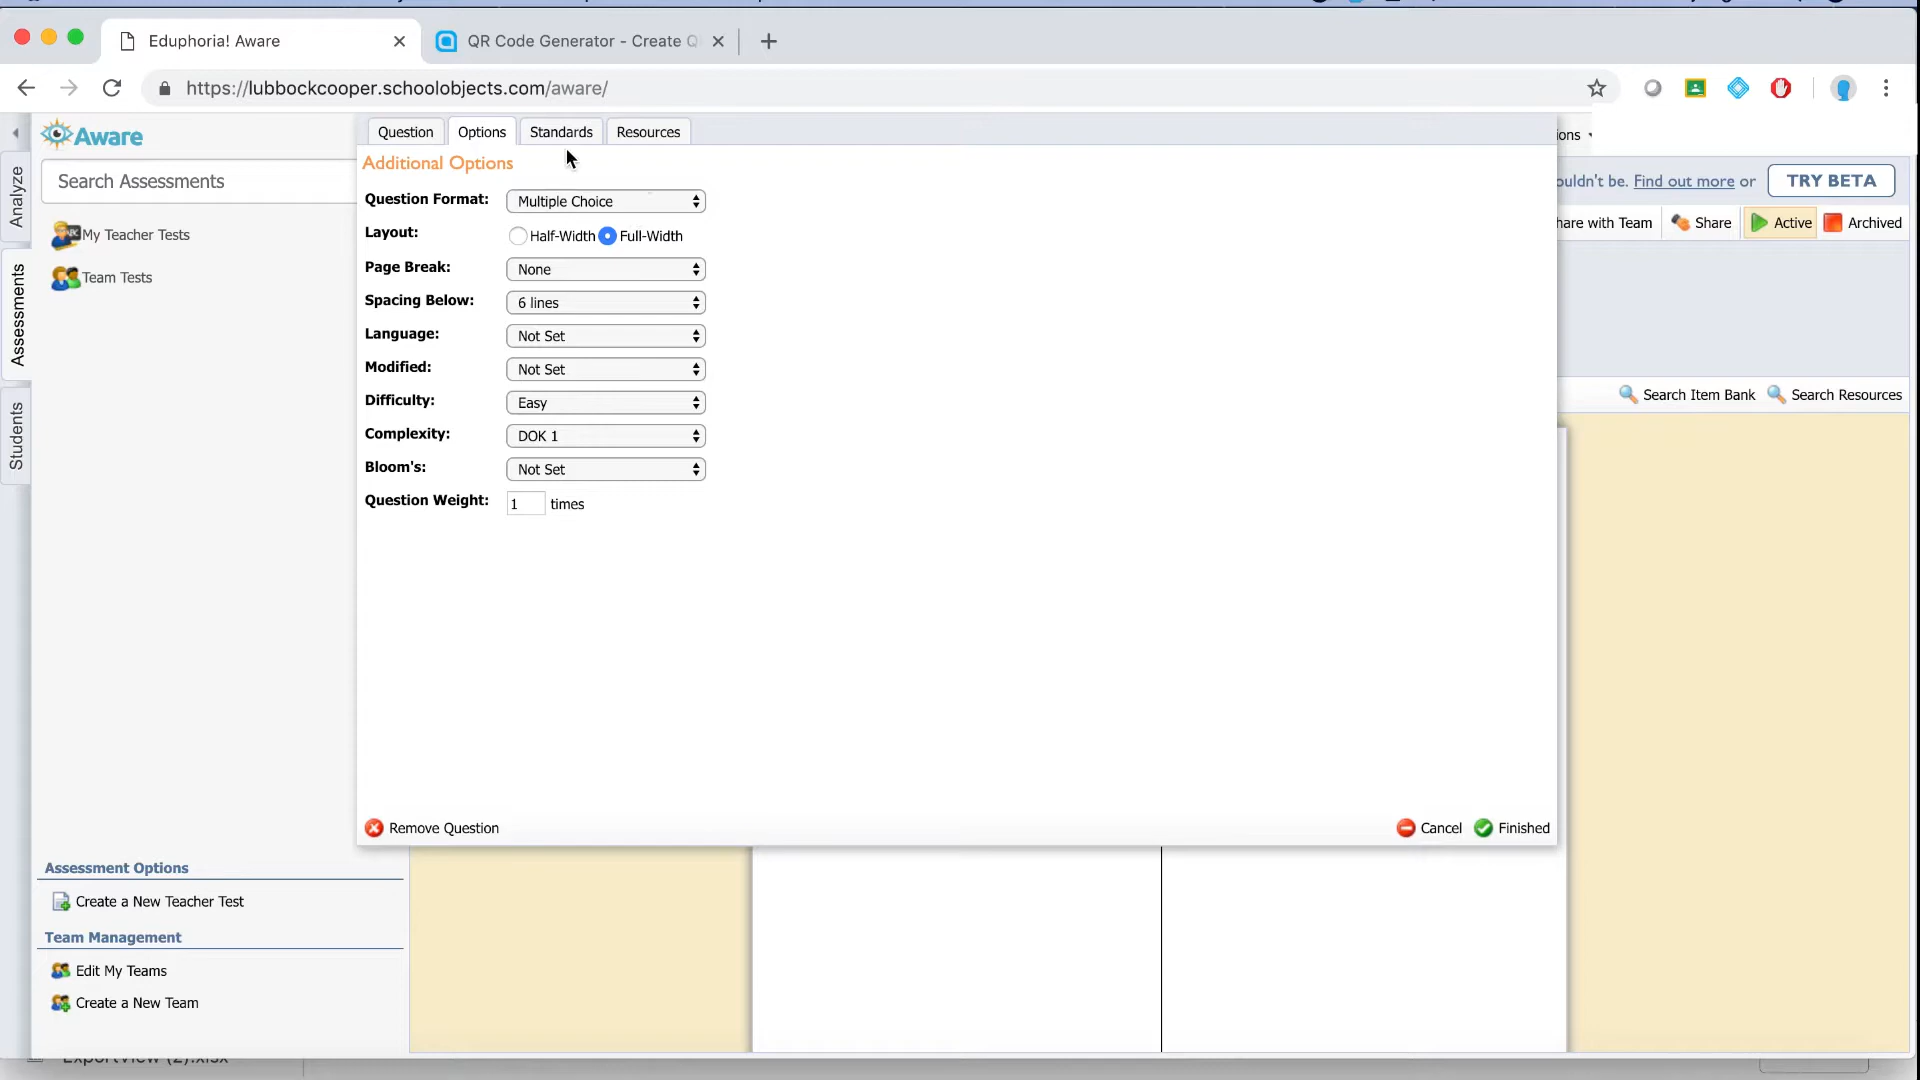 Eduphoria! Aware
QR Code Generator - Create Q
https://lubbockcooper.schoolobjects.com/aware/
Aware
Question
Options
Standards
Resources
ions
Search Assessments
Additional Options
ouldn't be. Find out more or
TRY BETA
Question Format:
Multiple Choice
hare with Team
Share
Active
Archived
Analyze
My Teacher Tests
Layout:
Half-Width
Full-Width
Team Tests
Page Break:
None
Assessments
Spacing Below:
6 lines
Language:
Not Set
Modified:
Not Set
Search Item Bank
Search Resources
Students
Difficulty:
Easy
Complexity:
DOK 1
Bloom's:
Not Set
Question Weight:
1
times
Remove Question
Cancel
Finished
Assessment Options
Create a New Teacher Test
Team Management
Edit My Teams
Create a New Team
ExportView (2).xlsx